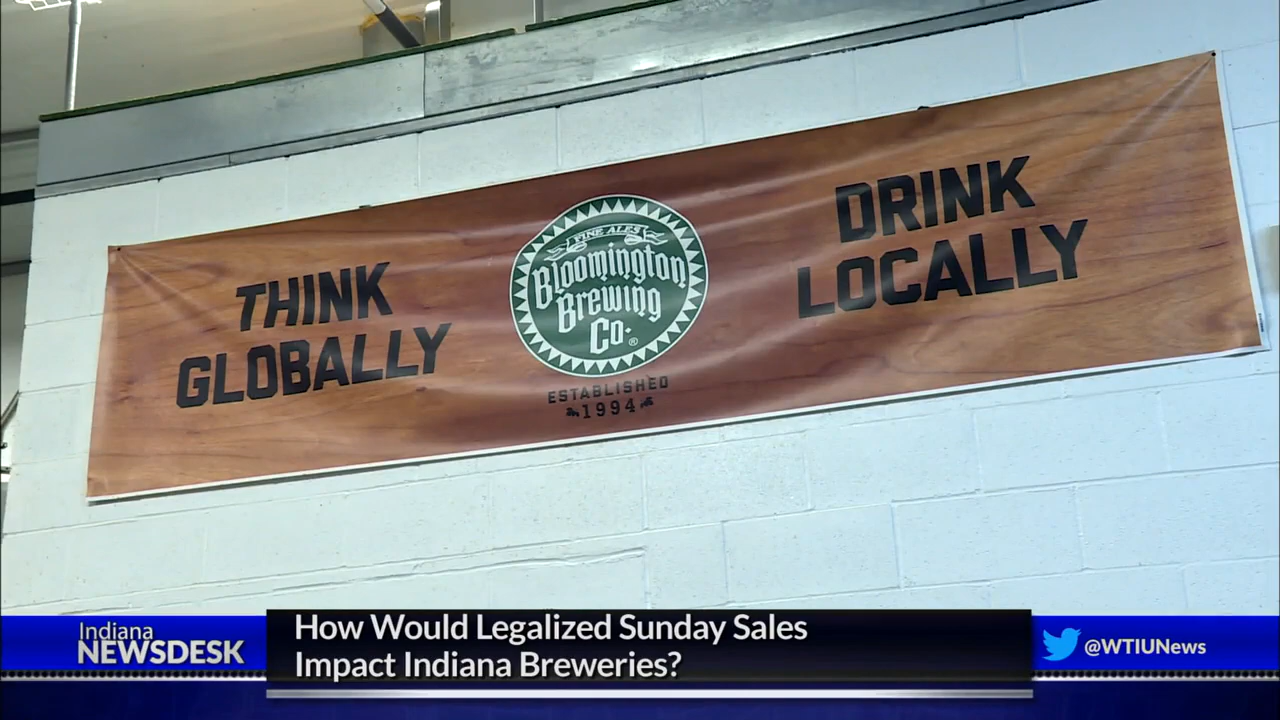 THINK
GLOBALLY
FINE ALES
Bloomington
Brewing
Co.®
ESTABLISHED
1994
DRINK
LOCALLY
Indiana
NEWSDESK
How Would Legalized Sunday Sales
Impact Indiana Breweries?
@WTIUNews